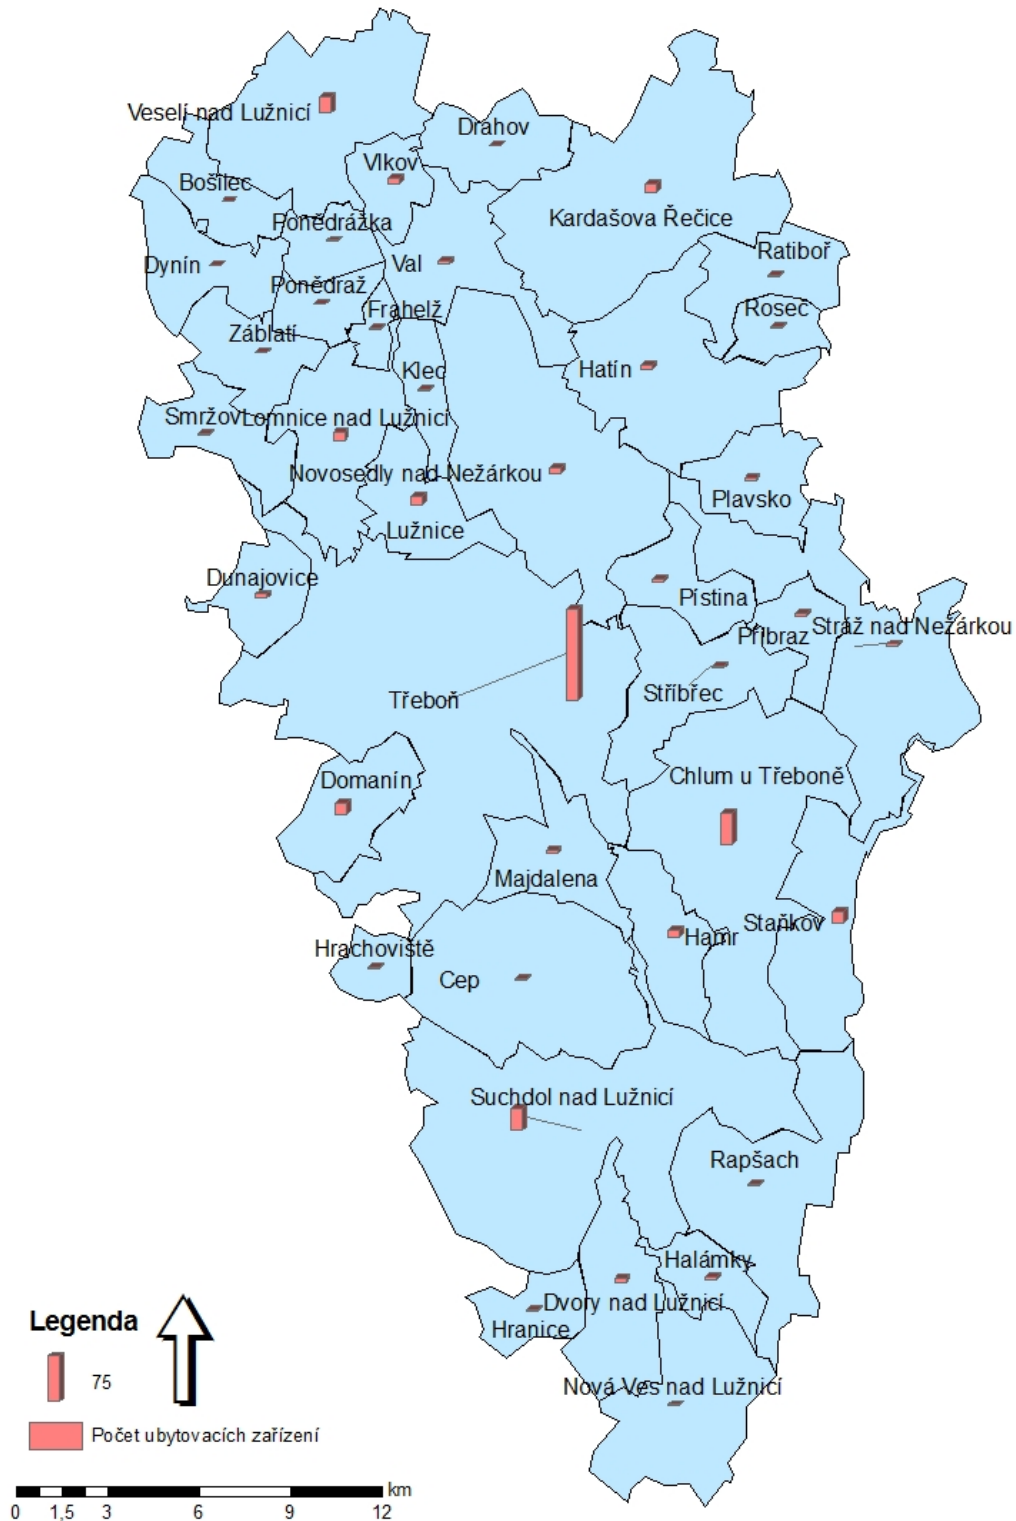 Veselí nad Lužnicí
Drahov
Vlkov
Bošilec
Kardašova Řečice
Ponědrážka
Ratiboř
Dynín
Val
Ponědraž
Frahelž
Roseč
Záblatí
Klec
Hatín
Smržov
Lomnice nad Lužnicí
Novosedly nad Nežárkou
Plavsko
Lužnice
Dunajovice
Pístina
Příbraz
Stráž nad Nežárkou
Třeboň
Stříbřec
Domanín
Chlum u Třeboně
Majdalena
Staňkov
Hamr
Hrachoviště
Cep
Suchdol nad Lužnicí
Rapšach
Halámky
Dvory nad Lužnicí
Hranice
Nová Ves nad Lužnicí
Legenda
75
Počet ubytovacích zařízení
km
0 1,5 3 6 9 12